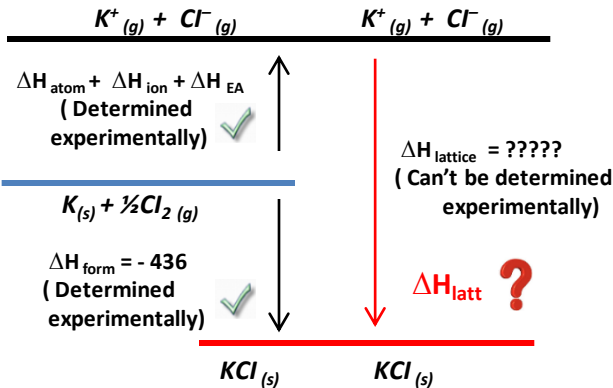 K⁺ (g) + Cl⁻ (g)    K⁺ (g) + Cl⁻ (g)
ΔH atom + ΔH ion + ΔH EA
( Determined
experimentally)
ΔH lattice = ?????
( Can't be determined
experimentally)
K(s) + ½Cl2 (g)
ΔH form = - 436
( Determined
experimentally)
ΔHlatt ?
KCl (s)    KCl (s)